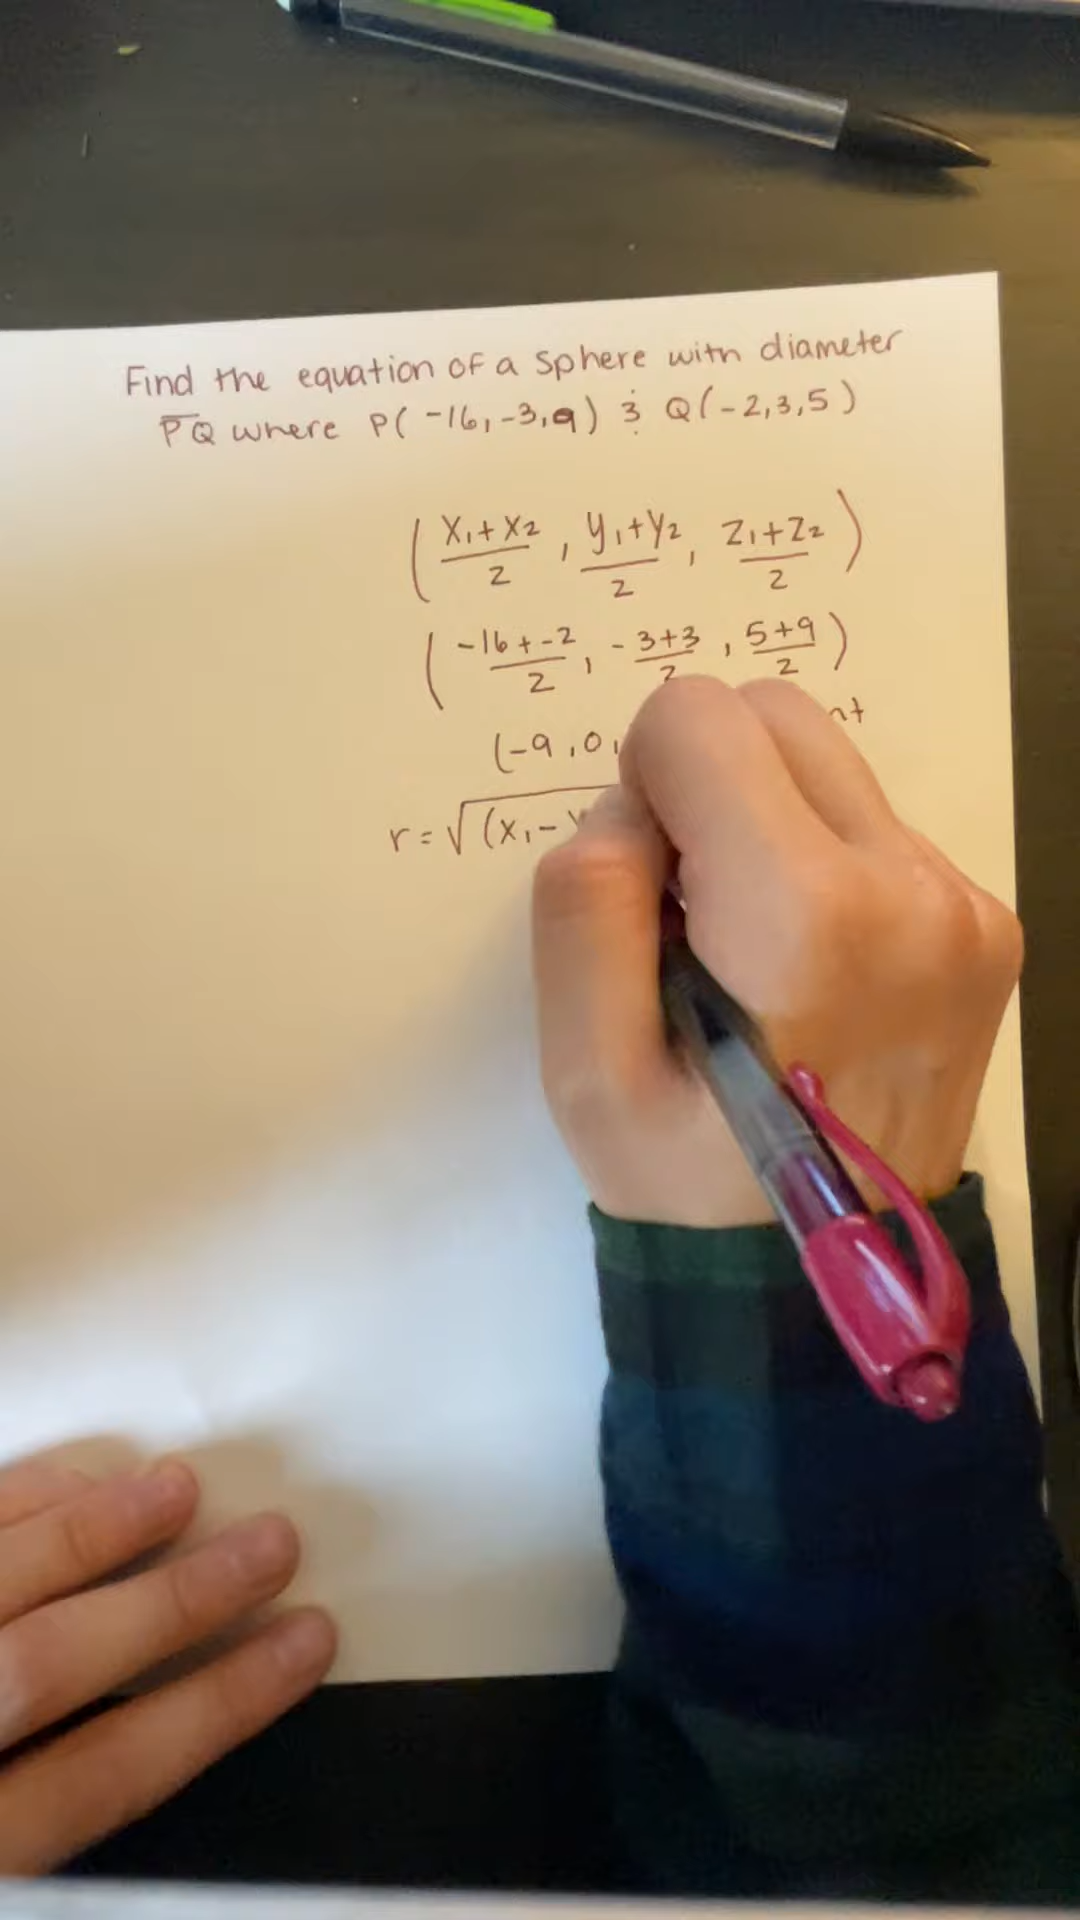 Find the equation of a sphere with diameter
PQ where P(-16,-3,9) & Q(-2,3,5)
(X₁+X₂/2, y₁+y₂/2, Z₁+Z₂/2)
(-16+-2/2, -3+3/2, 5+9/2)
(-9,0,
r=√(x₁-